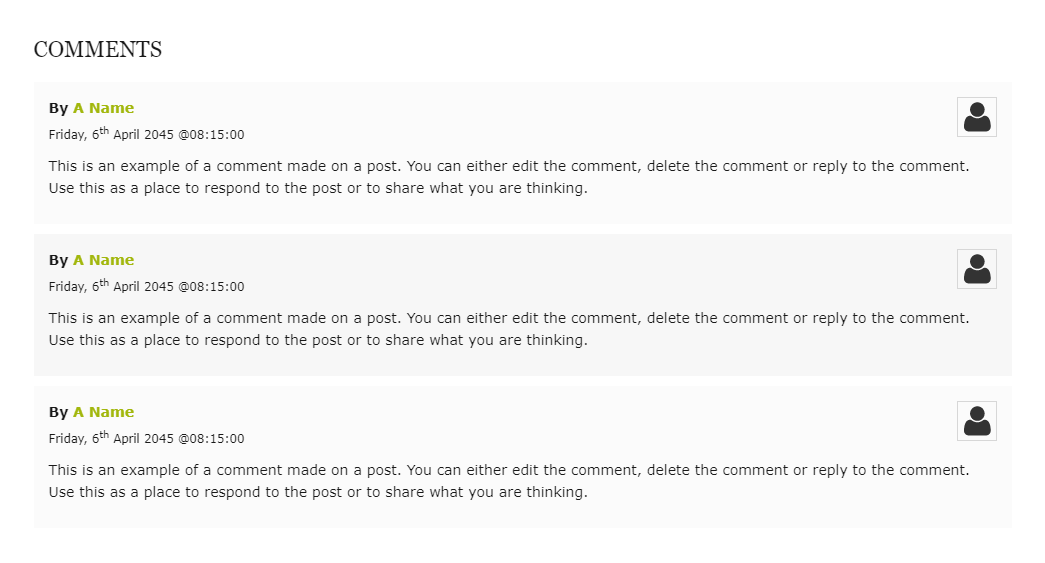 COMMENTS
By A Name
Friday, 6th April 2045 @08:15:00
This is an example of a comment made on a post. You can either edit the comment, delete the comment or reply to the comment.
Use this as a place to respond to the post or to share what you are thinking.
By A Name
Friday, 6th April 2045 @08:15:00
This is an example of a comment made on a post. You can either edit the comment, delete the comment or reply to the comment.
Use this as a place to respond to the post or to share what you are thinking.
By A Name
Friday, 6th April 2045 @08:15:00
This is an example of a comment made on a post. You can either edit the comment, delete the comment or reply to the comment.
Use this as a place to respond to the post or to share what you are thinking.